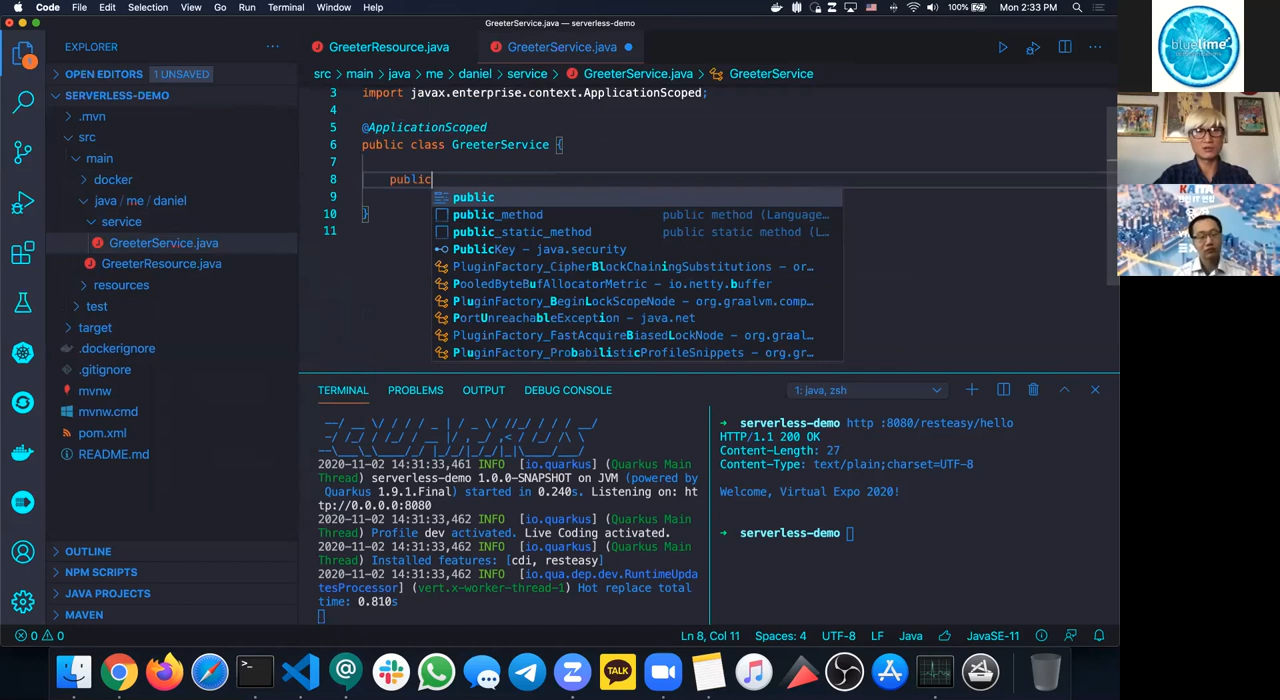 Code File Edit Selection View Go Run Terminal Window Help 100% Mon 2:33 PM
GreeterService.java — serverless-demo
EXPLORER ···
GreeterResource.java GreeterService.java
OPEN EDITORS 1 UNSAVED
src > main > java > me > daniel > service > GreeterService.java > GreeterService
SERVERLESS-DEMO
.mvn
src
main
docker
java / me / daniel
service
GreeterService.java
GreeterResource.java
resources
test
target
.dockerignore
.gitignore
mvnw
mvnw.cmd
pom.xml
README.md
OUTLINE
NPM SCRIPTS
JAVA PROJECTS
MAVEN
3 import javax.enterprise.context.ApplicationScoped;
4
5 @ApplicationScoped
6 public class GreeterService {
7
8 public
9
10 }
11
public
public_method public method (Language…
public_static_method public static method (L…
PublicKey – java.security
PluginFactory_CipherBlockChainingSubstitutions – or…
PooledByteBufAllocatorMetric – io.netty.buffer
PluginFactory_BeginLockScopeNode – org.graalvm.comp…
PortUnreachableException – java.net
PluginFactory_FastAcquireBiasedLockNode – org.graal…
PluginFactory_ProbabilisticProfileSnippets – org.gr…
TERMINAL PROBLEMS OUTPUT DEBUG CONSOLE 1: java, zsh
2020-11-02 14:31:33,461 INFO [io.quarkus] (Quarkus Main
Thread) serverless-demo 1.0.0-SNAPSHOT on JVM (powered by
Quarkus 1.9.1.Final) started in 0.240s. Listening on: ht
tp://0.0.0.0:8080
2020-11-02 14:31:33,462 INFO [io.quarkus] (Quarkus Main
Thread) Profile dev activated. Live Coding activated.
2020-11-02 14:31:33,462 INFO [io.quarkus] (Quarkus Main
Thread) Installed features: [cdi, resteasy]
2020-11-02 14:31:33,462 INFO [io.qua.dep.dev.RuntimeUpda
tesProcessor] (vert.x-worker-thread-1) Hot replace total
time: 0.810s
serverless-demo http :8080/resteasy/hello
HTTP/1.1 200 OK
Content-Length: 27
Content-Type: text/plain;charset=UTF-8
Welcome, Virtual Expo 2020!
serverless-demo
0 0 Ln 8, Col 11 Spaces: 4 UTF-8 LF Java JavaSE-11
TALK
bluelime